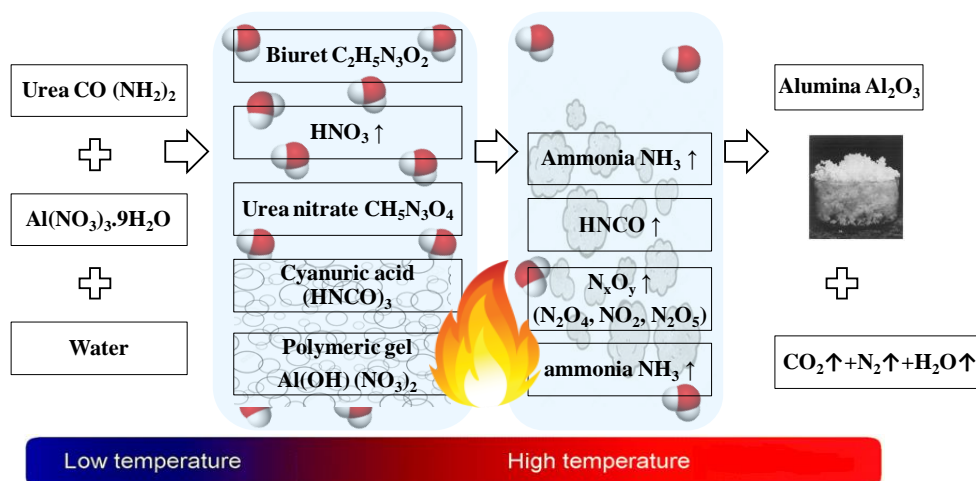 Urea CO (NH₂)₂
Al(NO₃)₃.9H₂O
Water
Biuret C₂H₅N₃O₂
HNO₃ ↑
Urea nitrate CH₅N₃O₄
Cyanuric acid
(HNCO)₃
Polymeric gel
Al(OH) (NO₃)₂
Ammonia NH₃ ↑
HNCO ↑
NₓOᵧ ↑
(N₂O₄, NO₂, N₂O₅)
ammonia NH₃ ↑
Alumina Al₂O₃
CO₂↑+N₂↑+H₂O↑
Low temperature
High temperature